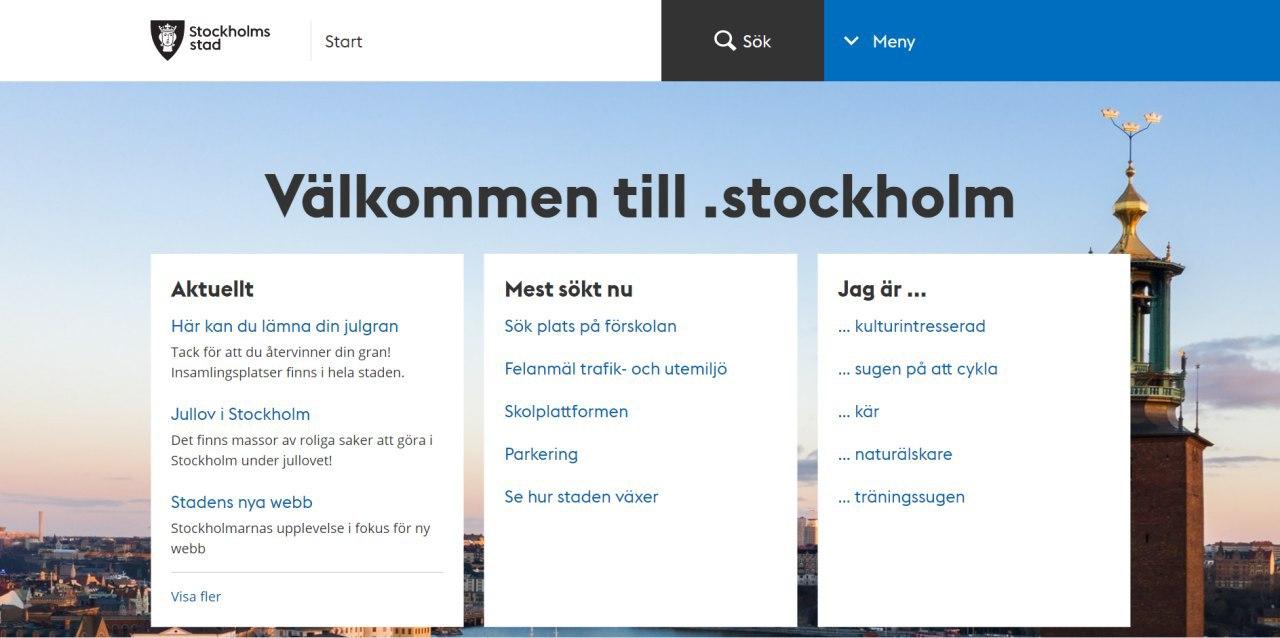 Stockholms
stad
Start
Sök
Meny
Välkommen till .stockholm
Aktuellt
Här kan du lämna din julgran
Tack för att du återvinner din gran!
Insamlingsplatser finns i hela staden.
Jullov i Stockholm
Det finns massor av roliga saker att göra i
Stockholm under jullovet!
Stadens nya webb
Stockholmarnas upplevelse i fokus för ny
webb
Visa fler
Mest sökt nu
Sök plats på förskolan
Felanmäl trafik- och utemiljö
Skolplattformen
Parkering
Se hur staden växer
Jag är ...
... kulturintresserad
... sugen på att cykla
... kär
... naturälskare
... träningssugen